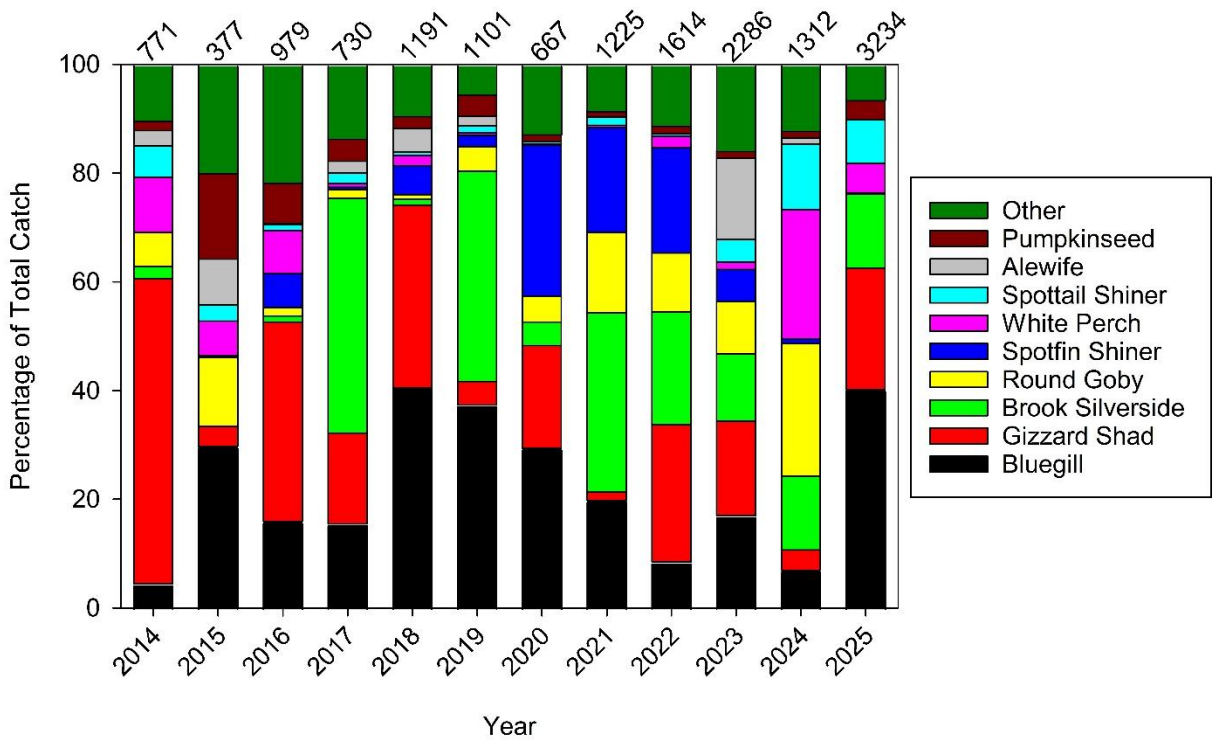 771 377 979 730 1191 1101 667 1225 1614 2286 1312 3234
Percentage of Total Catch
100
80
60
40
20
0
2014 2015 2016 2017 2018 2019 2020 2021 2022 2023 2024 2025
Year
Other
Pumpkinseed
Alewife
Spottail Shiner
White Perch
Spotfin Shiner
Round Goby
Brook Silverside
Gizzard Shad
Bluegill